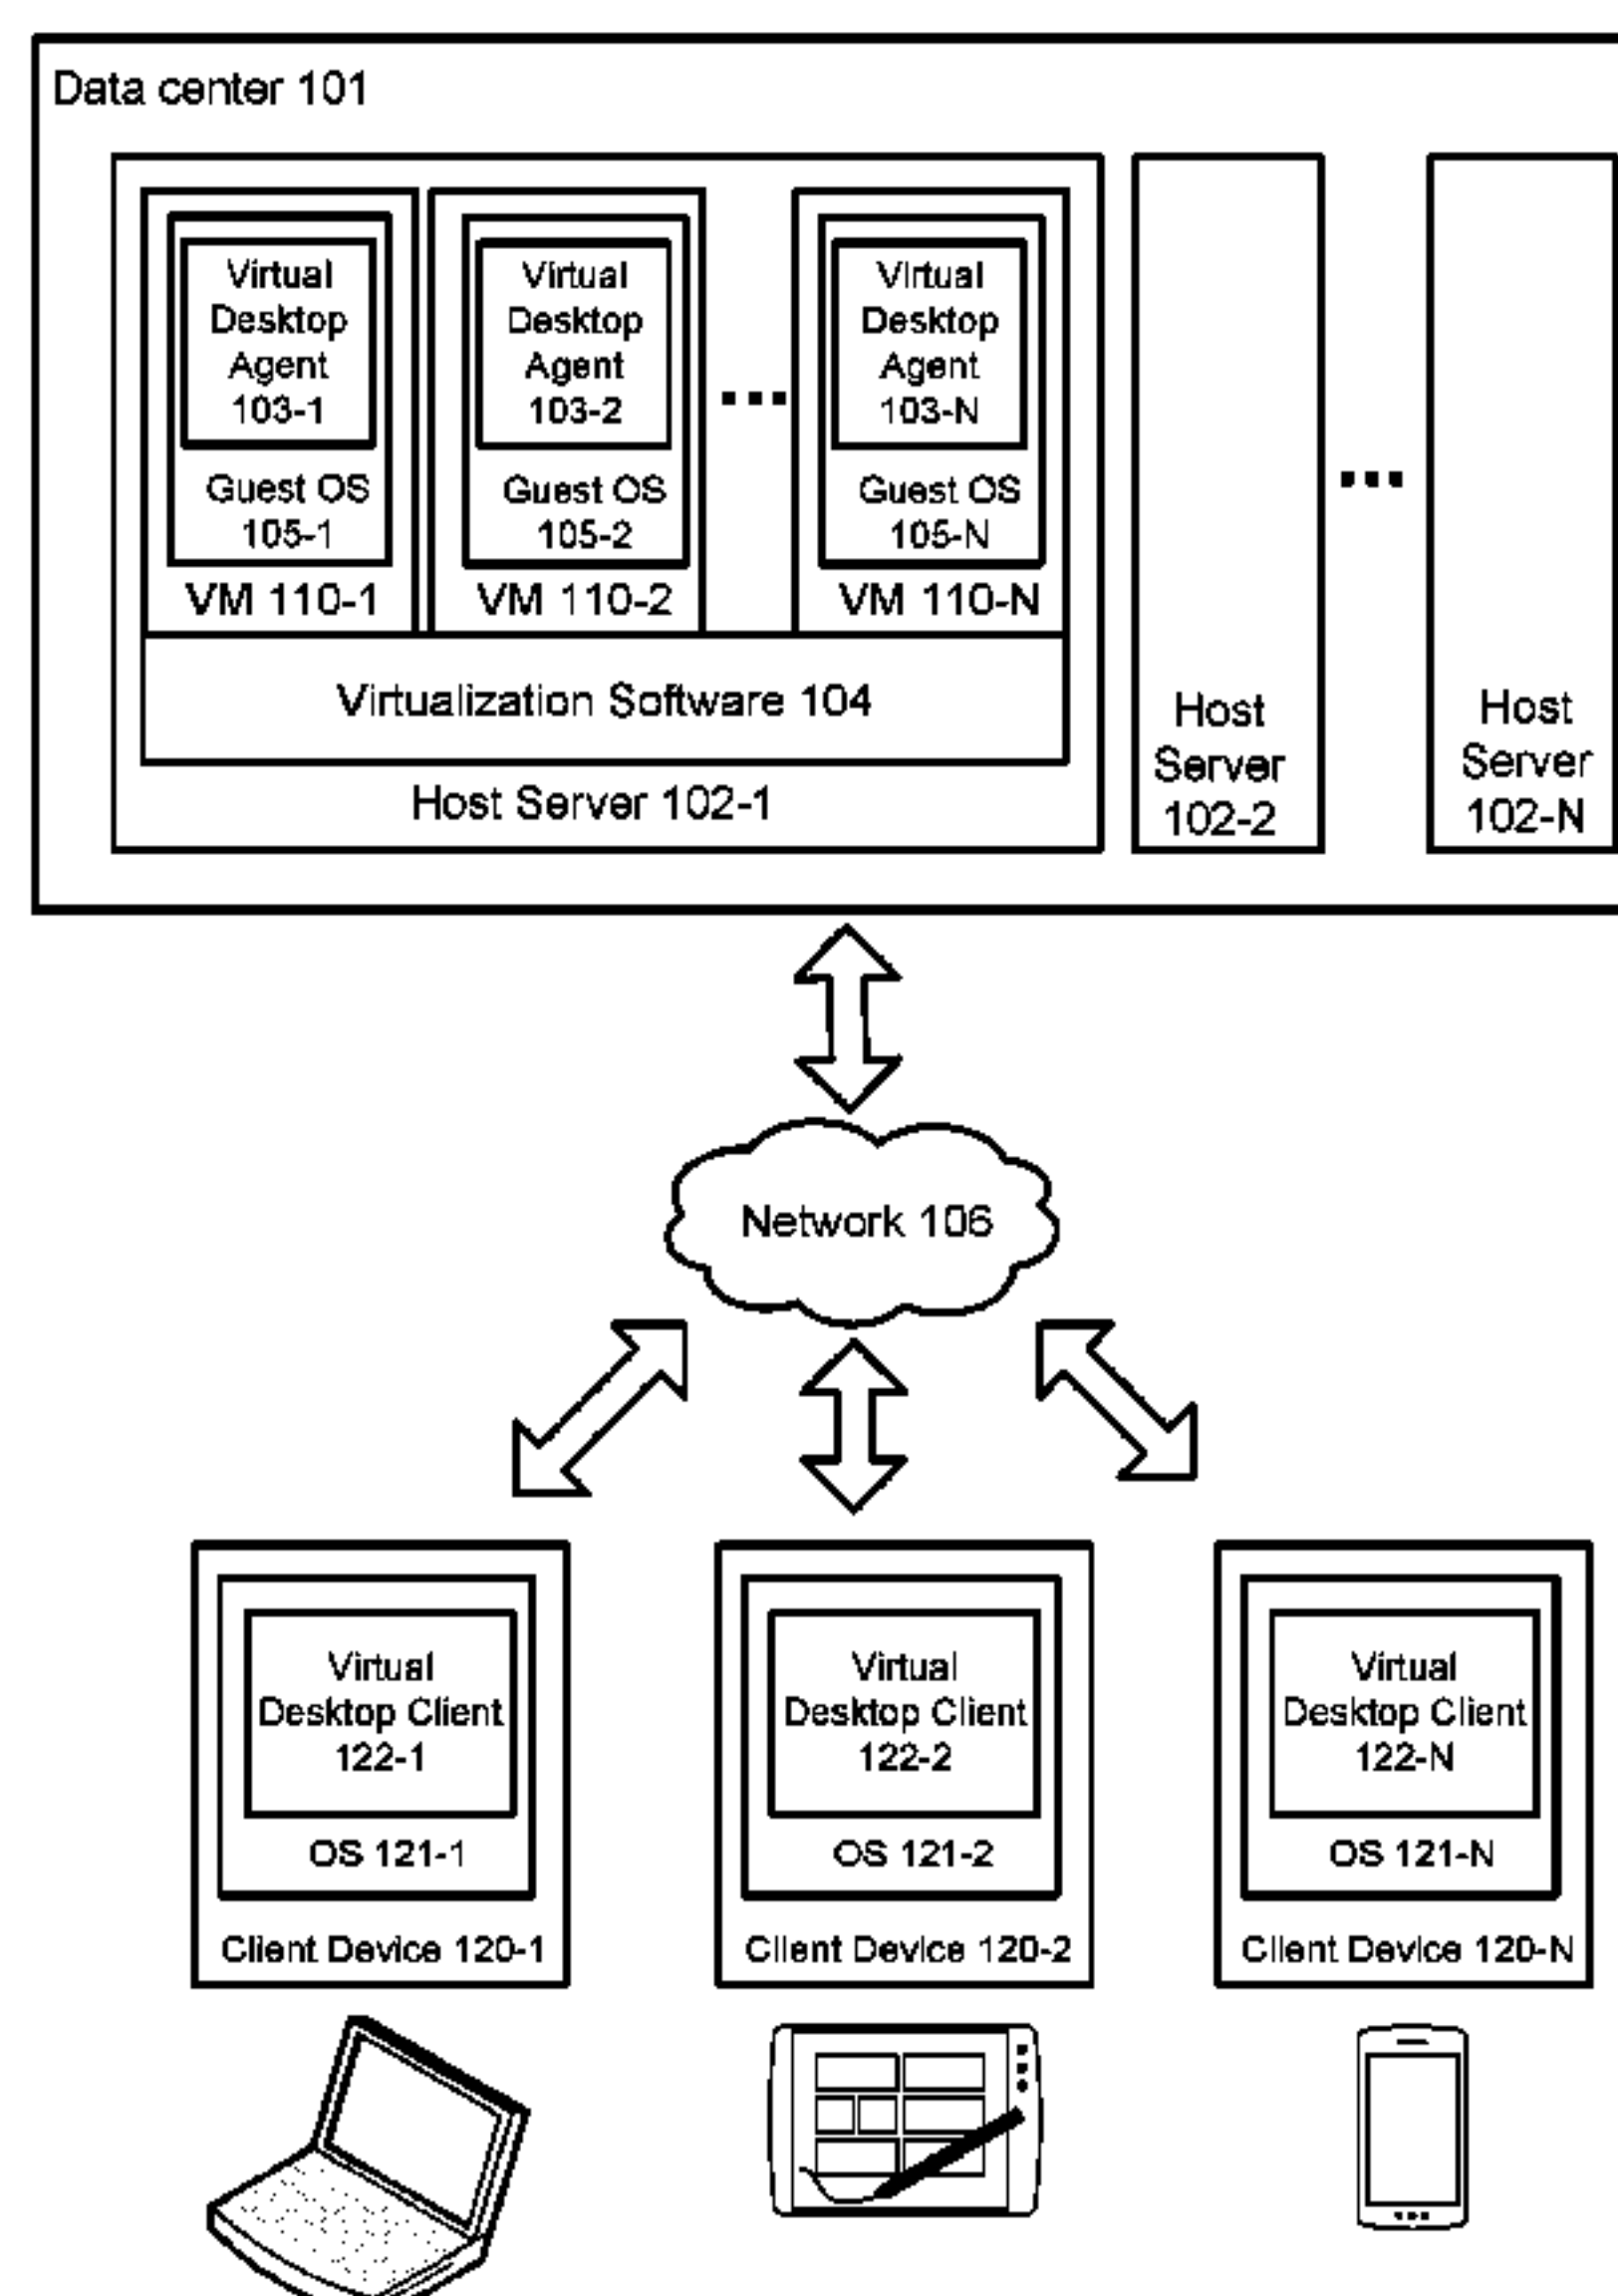 Data center 101
Virtual
Desktop
Agent
103-1
Guest OS
105-1
VM 110-1
Virtual
Desktop
Agent
103-2
Guest OS
105-2
VM 110-2
...
Virtual
Desktop
Agent
103-N
Guest OS
105-N
VM 110-N
Virtualization Software 104
Host Server 102-1
Host
Server
102-2
...
Host
Server
102-N
Network 106
Virtual
Desktop Client
122-1
OS 121-1
Client Device 120-1
Virtual
Desktop Client
122-2
OS 121-2
Client Device 120-2
Virtual
Desktop Client
122-N
OS 121-N
Client Device 120-N